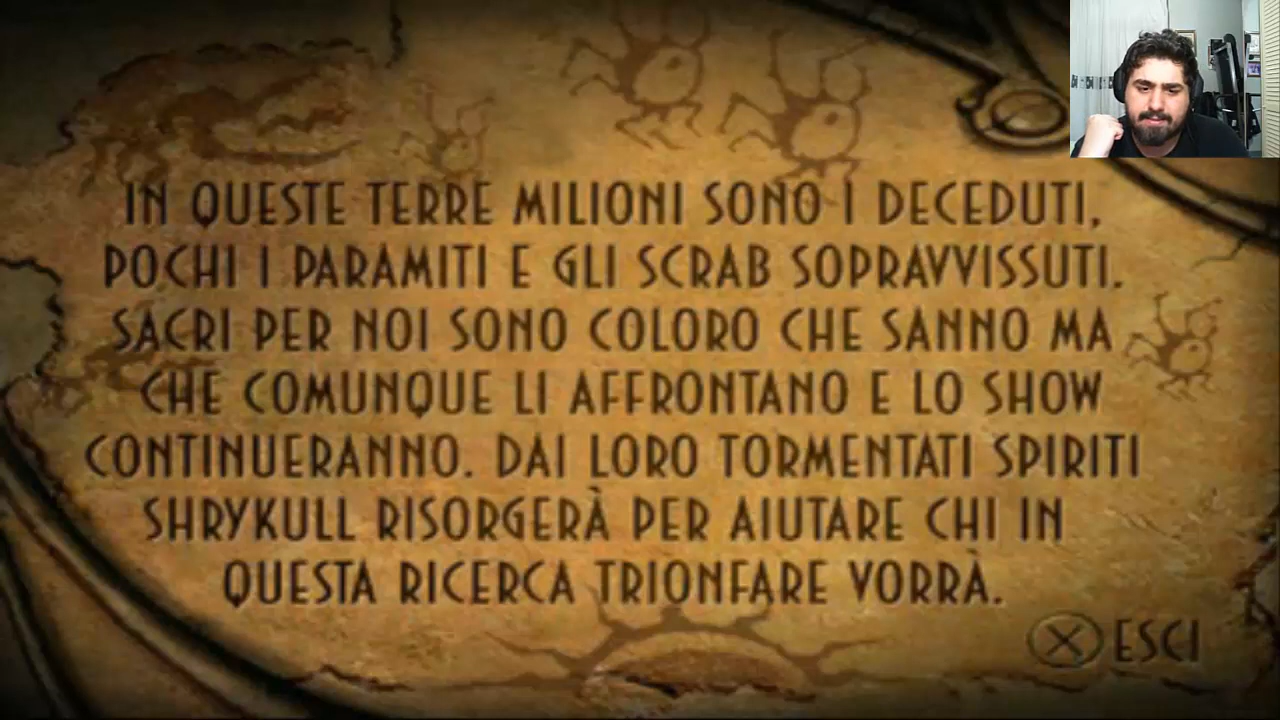 IN QUESTE TERRE MILIONI SONO I DECEDUTI,
POCHI I PARAMITI E GLI SCRAB SOPRAVVISSUTI.
SACRI PER NOI SONO COLORO CHE SANNO MA
CHE COMUNQUE LI AFFRONTANO E LO SHOW
CONTINUERANNO. DAI LORO TORMENTATI SPIRITI
SHRYKULL RISORGERÀ PER AIUTARE CHI IN
QUESTA RICERCA TRIONFARE VORRÀ.
X ESCI